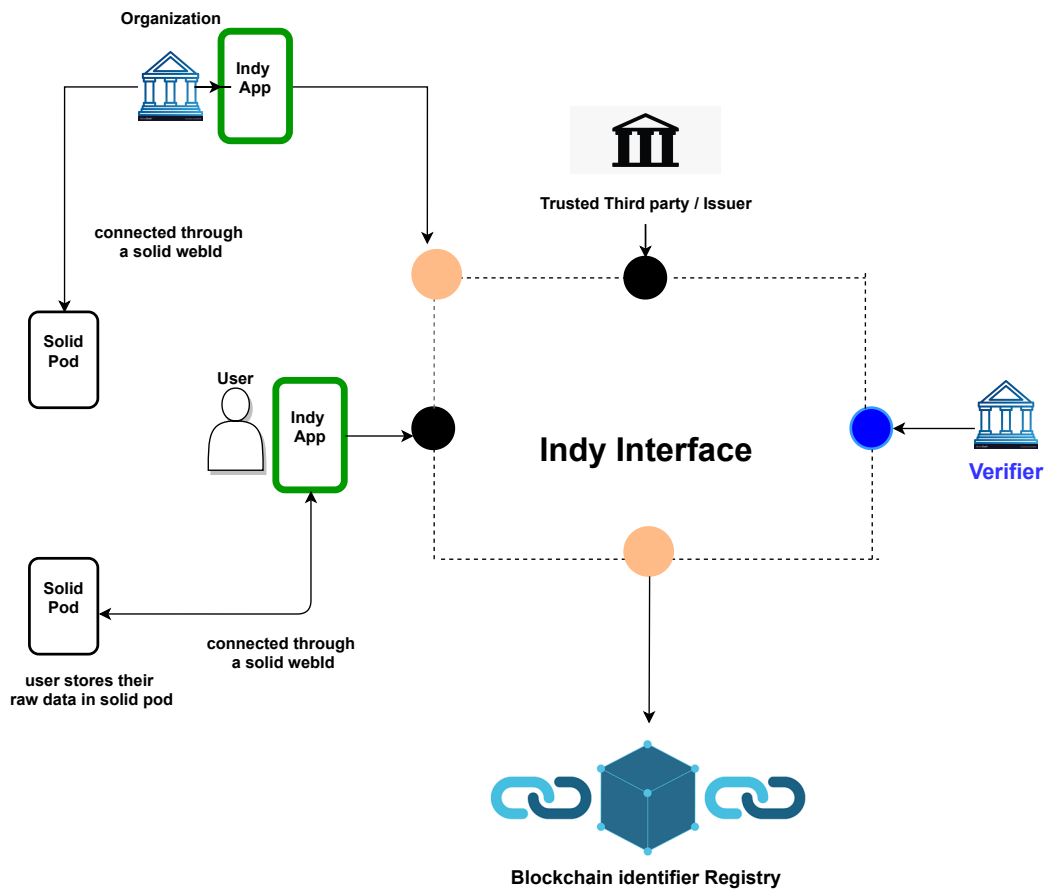 Organization
Indy
App
Trusted Third party / Issuer
connected through
a solid webId
Solid
Pod
User
Indy
App
Indy Interface
Verifier
Solid
Pod
connected through
a solid webId
user stores their
raw data in solid pod
Blockchain identifier Registry